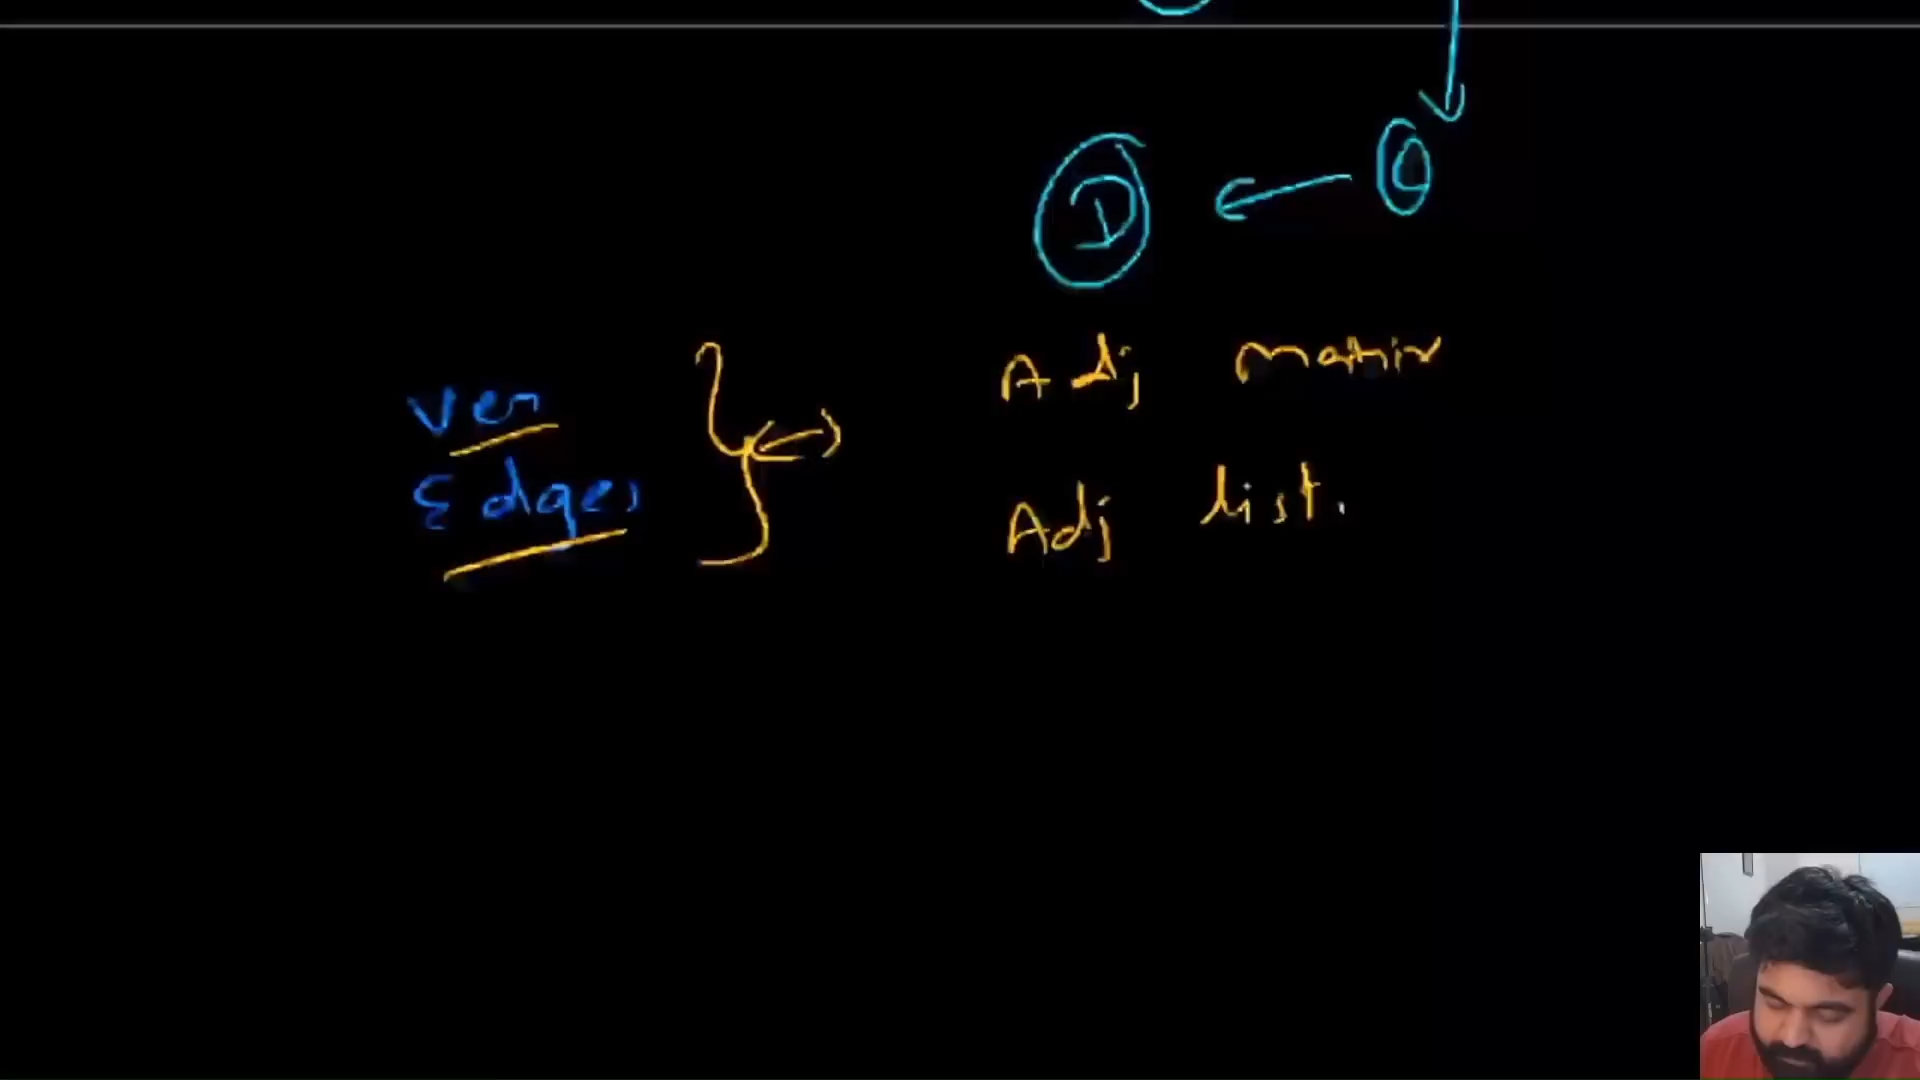 D
Ver
Edges
Adj matrix
Adj list.